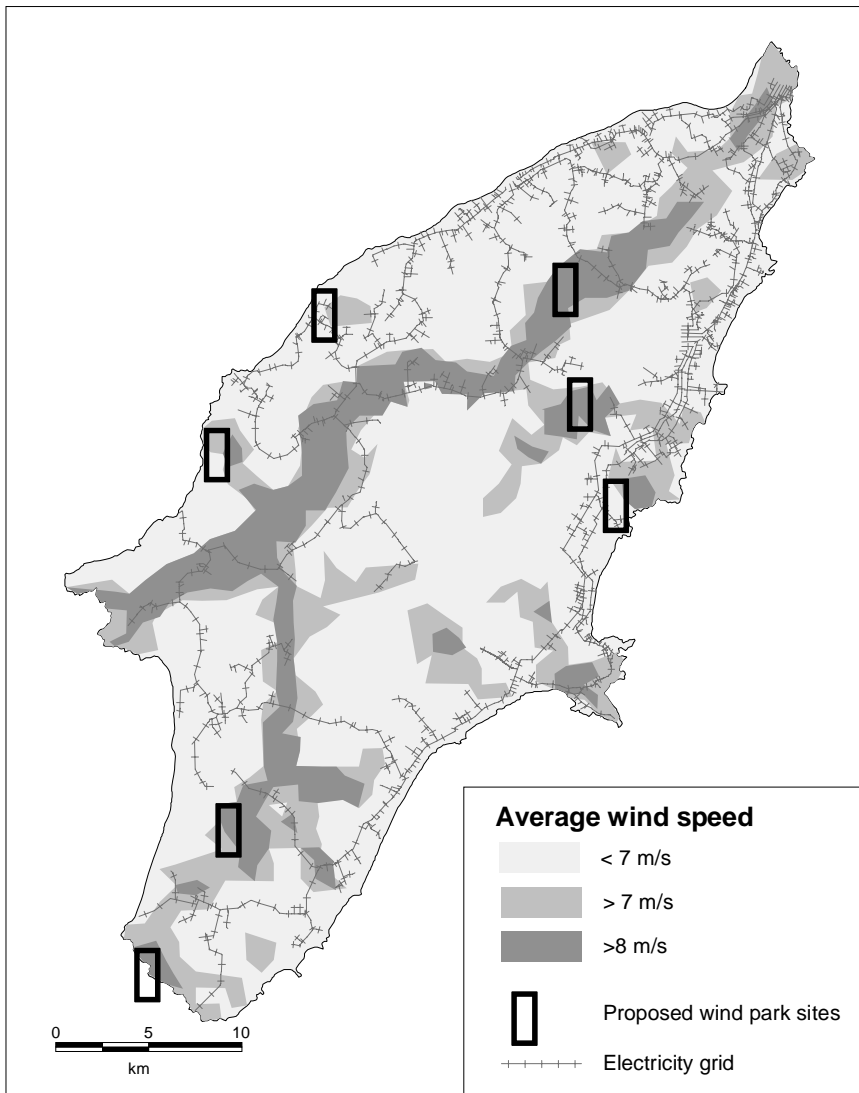 Average wind speed
< 7 m/s
> 7 m/s
>8 m/s
Proposed wind park sites
Electricity grid
0 5 10
km